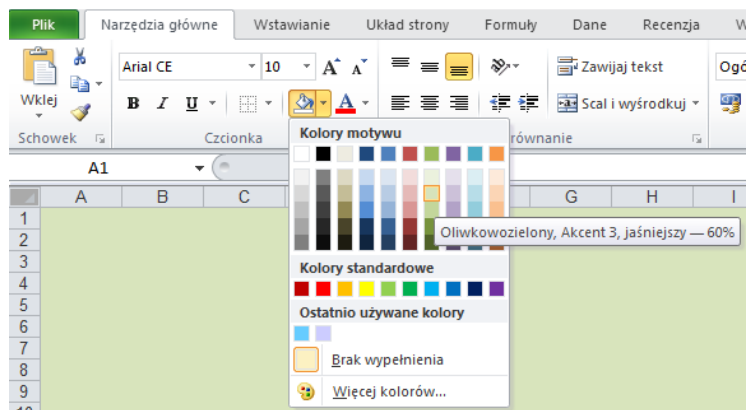 Plik Narzędzia główne Wstawianie Układ strony Formuły Dane Recenzja W
Arial CE 10 A A Zawijaj tekst Ogó
Wklej B I U A Scal i wyśrodkuj
Schowek Czcionka równanie
A1
Kolory motywu
A B C G H I
1
2
Oliwkowozielony, Akcent 3, jaśniejszy — 60%
3
Kolory standardowe
4
5
Ostatnio używane kolory
6
7
Brak wypełnienia
8
9
Więcej kolorów...
10